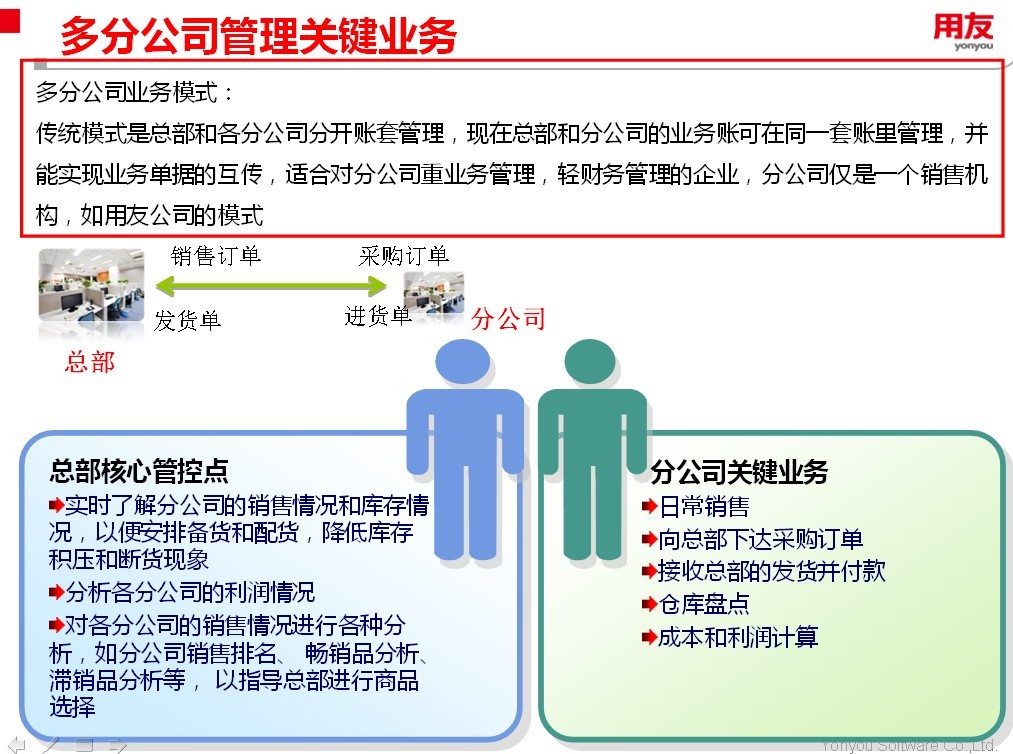 多分公司管理关键业务
用友
yonyou
多分公司业务模式：
传统模式是总部和各分公司分开账套管理，现在总部和分公司的业务账可在同一套账里管理，并
能实现业务单据的互传，适合对分公司重业务管理，轻财务管理的企业，分公司仅是一个销售机
构，如用友公司的模式
销售订单
采购订单
发货单
进货单
分公司
总部
总部核心管控点
实时了解分公司的销售情况和库存情
况，以便安排备货和配货，降低库存
积压和断货现象
分析各分公司的利润情况
对各分公司的销售情况进行各种分
析，如分公司销售排名、 畅销品分析、
滞销品分析等， 以指导总部进行商品
选择
分公司关键业务
日常销售
向总部下达采购订单
接收总部的发货并付款
仓库盘点
成本和利润计算
Yonyou Software Co.,Ltd.